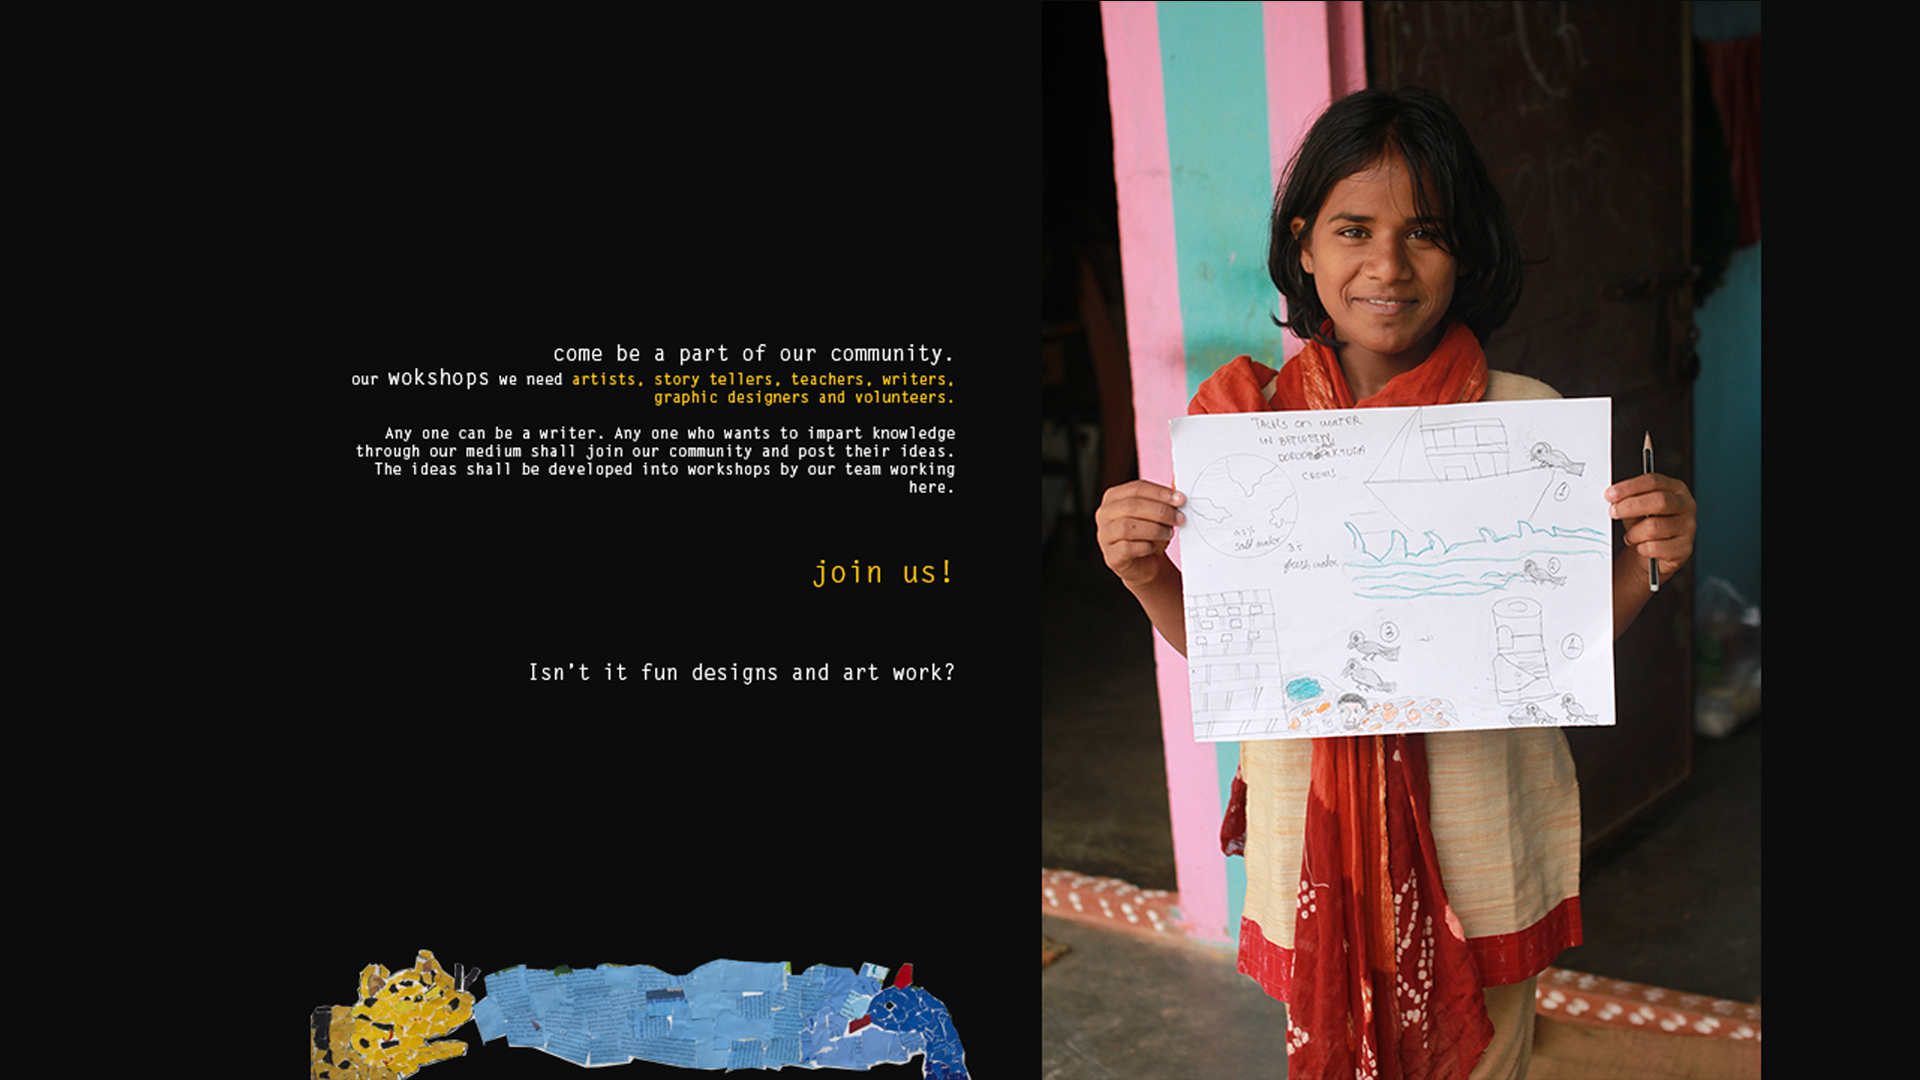 come be a part of our community.
our wokshops we need artists, story tellers, teachers, writers,
graphic designers and volunteers.
Any one can be a writer. Any one who wants to impart knowledge
through our medium shall join our community and post their ideas.
The ideas shall be developed into workshops by our team working
here.
join us!
Isn't it fun designs and art work?
TALKS on WATER
IN BETWEEN
CROWS
salt water
3%
1
2
3
4